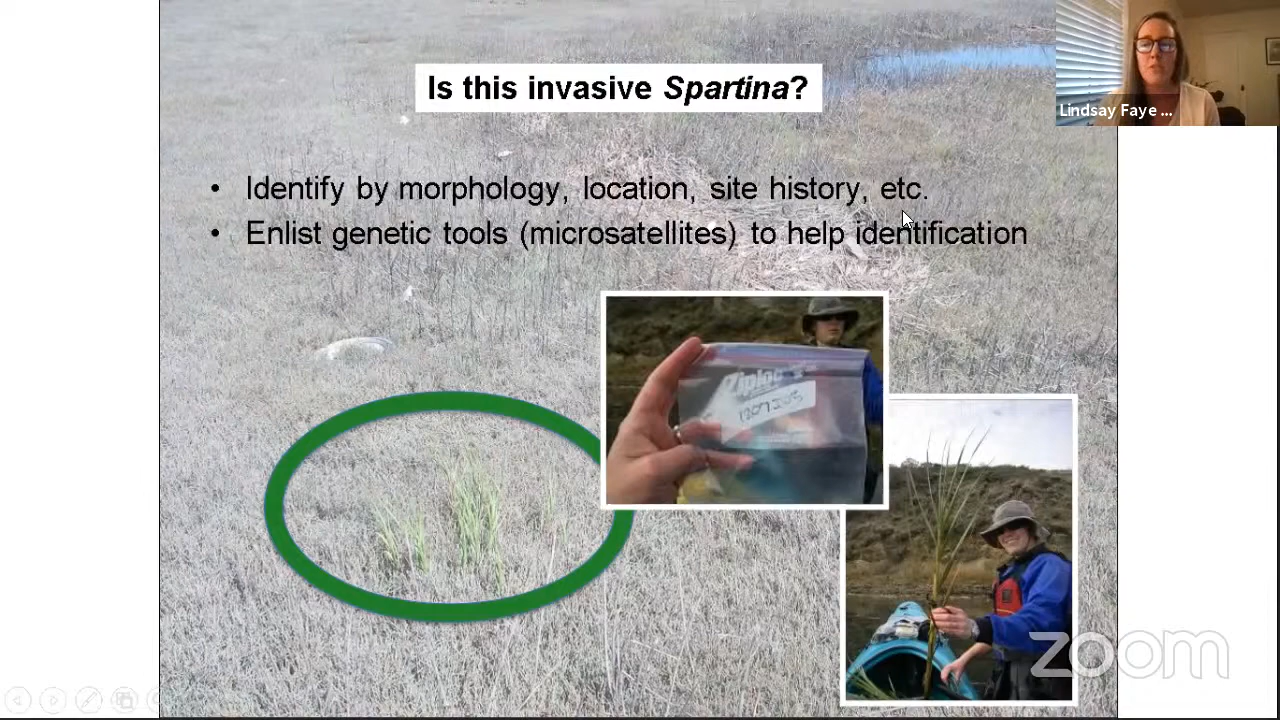 Is this invasive Spartina?
Lindsay Faye ...
• Identify by morphology, location, site history, etc.
• Enlist genetic tools (microsatellites) to help identification
Ziploc
zoom